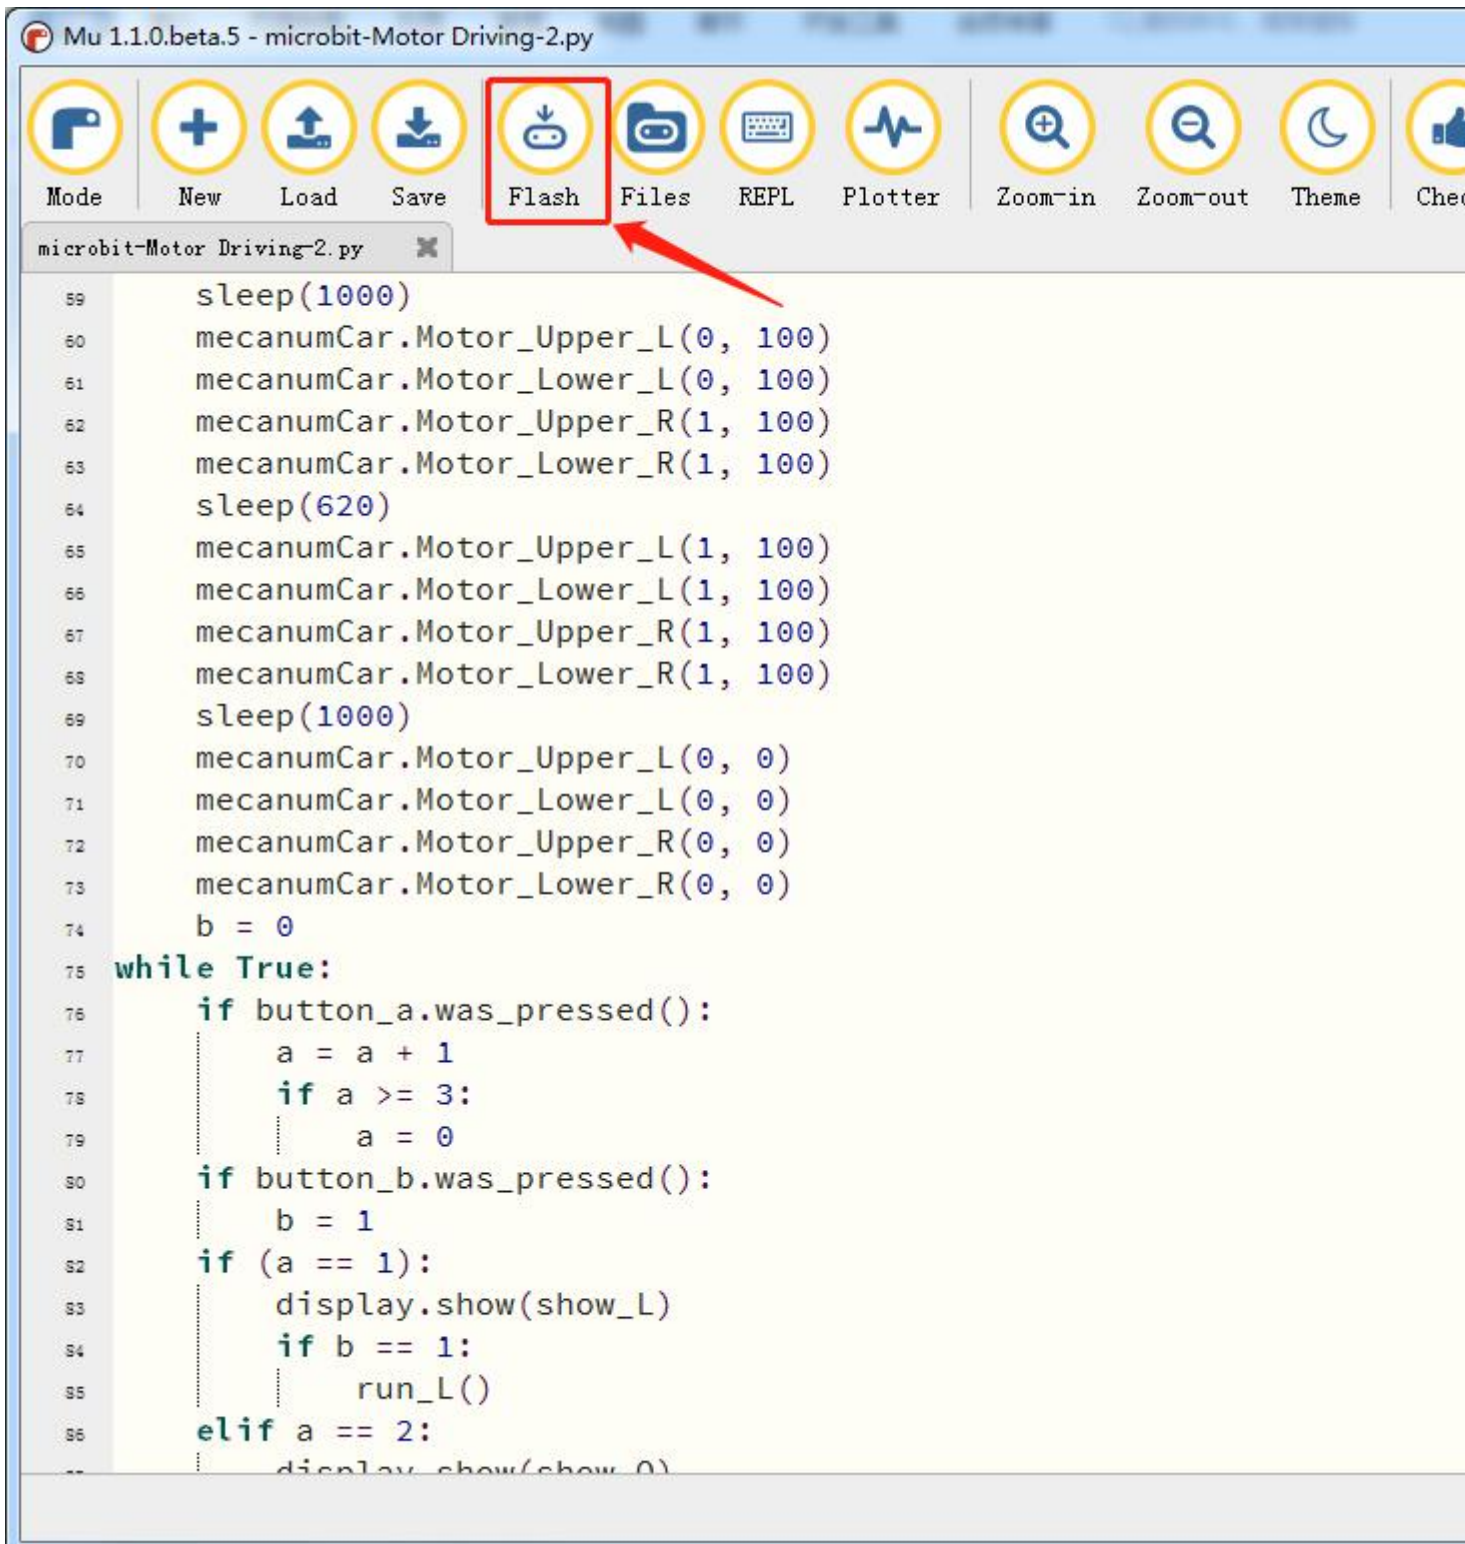 Mu 1.1.0.beta.5 - microbit-Motor Driving-2.py
Mode New Load Save Flash Files REPL Plotter Zoom-in Zoom-out Theme Chec
microbit-Motor Driving-2.py
59 sleep(1000)
60 mecanumCar.Motor_Upper_L(0, 100)
61 mecanumCar.Motor_Lower_L(0, 100)
62 mecanumCar.Motor_Upper_R(1, 100)
63 mecanumCar.Motor_Lower_R(1, 100)
64 sleep(620)
65 mecanumCar.Motor_Upper_L(1, 100)
66 mecanumCar.Motor_Lower_L(1, 100)
67 mecanumCar.Motor_Upper_R(1, 100)
68 mecanumCar.Motor_Lower_R(1, 100)
69 sleep(1000)
70 mecanumCar.Motor_Upper_L(0, 0)
71 mecanumCar.Motor_Lower_L(0, 0)
72 mecanumCar.Motor_Upper_R(0, 0)
73 mecanumCar.Motor_Lower_R(0, 0)
74 b = 0
75 while True:
76 if button_a.was_pressed():
77 a = a + 1
78 if a >= 3:
79 a = 0
80 if button_b.was_pressed():
81 b = 1
82 if (a == 1):
83 display.show(show_L)
84 if b == 1:
85 run_L()
86 elif a == 2:
display.show(show_O)